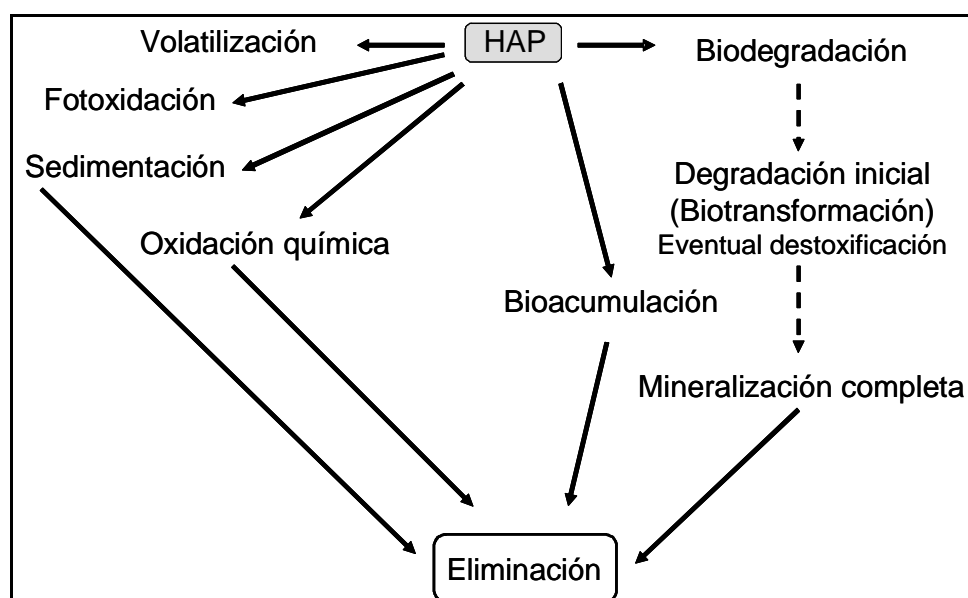 Volatilización
HAP
Biodegradación
Fotoxidación
Sedimentación
Degradación inicial
(Biotransformación)
Eventual destoxificación
Oxidación química
Bioacumulación
Mineralización completa
Eliminación